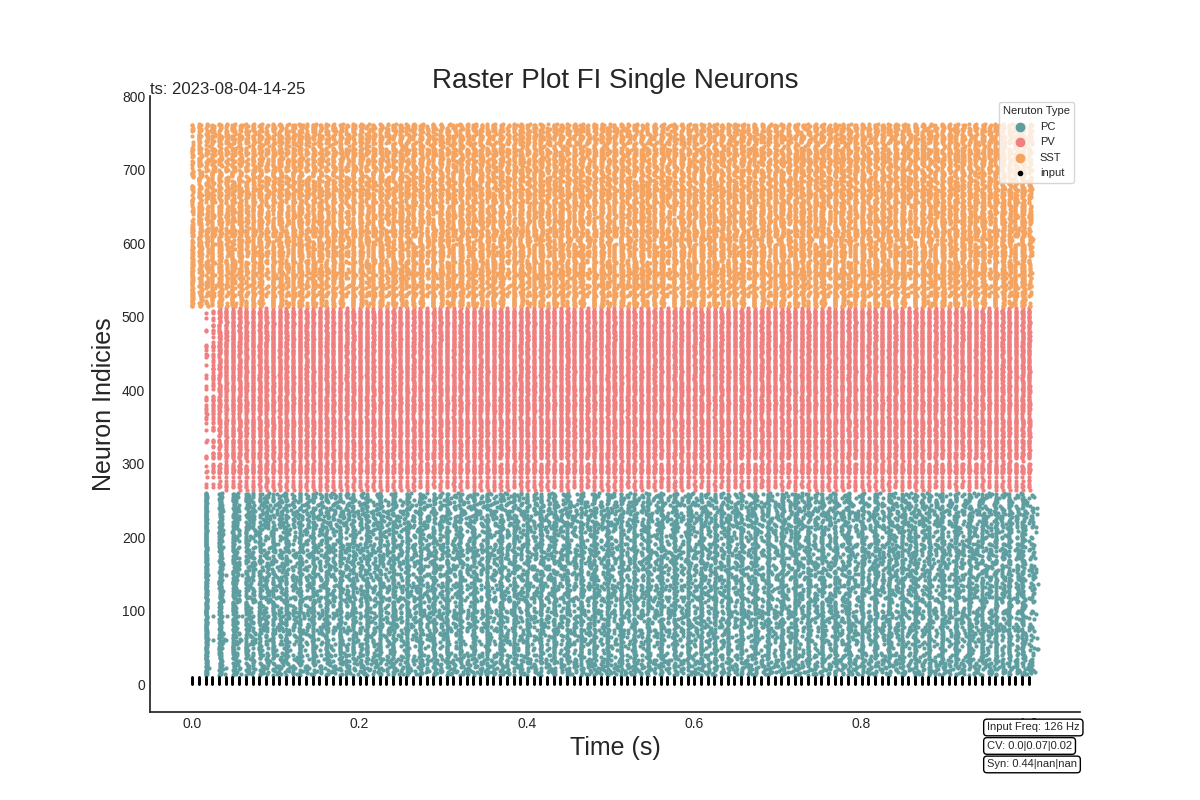 Raster Plot FI Single Neurons
ts: 2023-08-04-14-25
Neruton Type
PC
PV
SST
input
800
700
600
500
400
300
200
100
0
Neuron Indicies
0.0
0.2
0.4
0.6
0.8
Time (s)
Input Freq: 126 Hz
CV: 0.0|0.07|0.02
Syn: 0.44|nan|nan